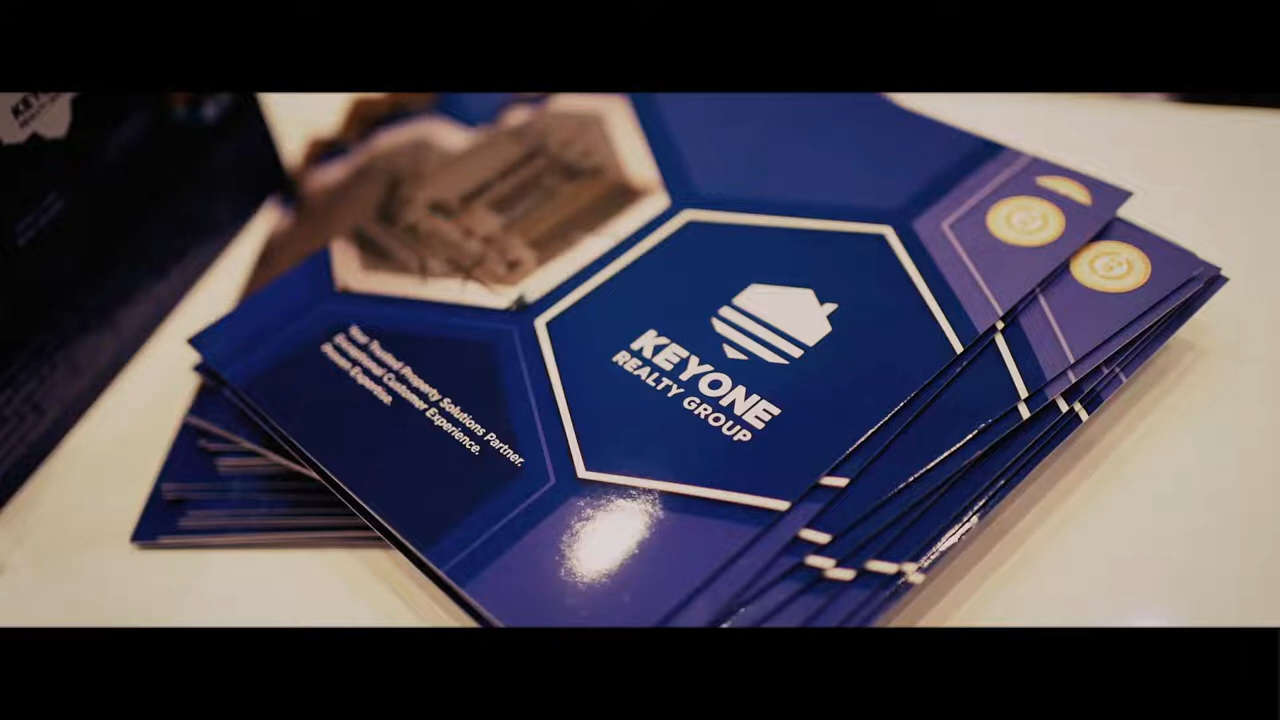 KEYONE
REALTY GROUP
Your Trusted Property Solutions Partner.
Exceptional Customer Experience.
Proven Expertise.